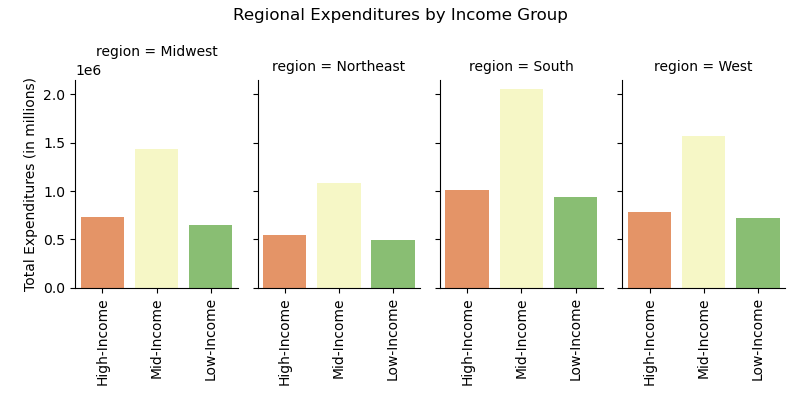 Regional Expenditures by Income Group
region = Midwest
region = Northeast
region = South
region = West
1e6
Total Expenditures (in millions)
2.0
1.5
1.0
0.5
0.0
High-Income
Mid-Income
Low-Income
High-Income
Mid-Income
Low-Income
High-Income
Mid-Income
Low-Income
High-Income
Mid-Income
Low-Income